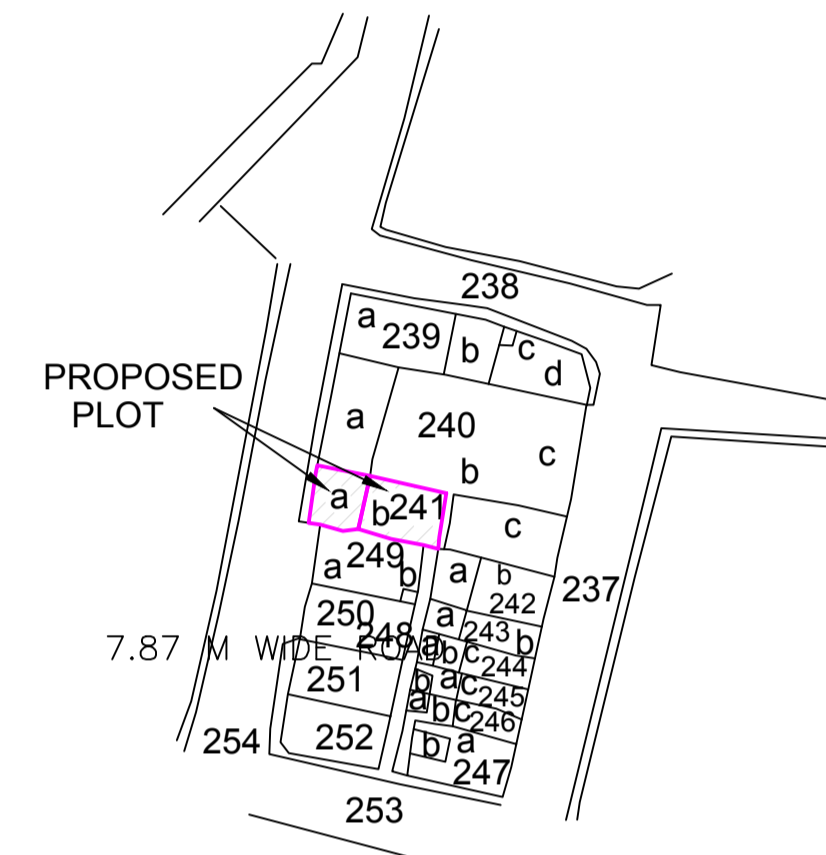 238
a 239 b c d
PROPOSED
PLOT
a 240 c
b
a b 241 c
a 249 b a b 242 237
250 a 243 b
7.87 M WIDE ROAD 248 a b c 244
251 b a c 245
a b c 246
254 252 b a
247
253